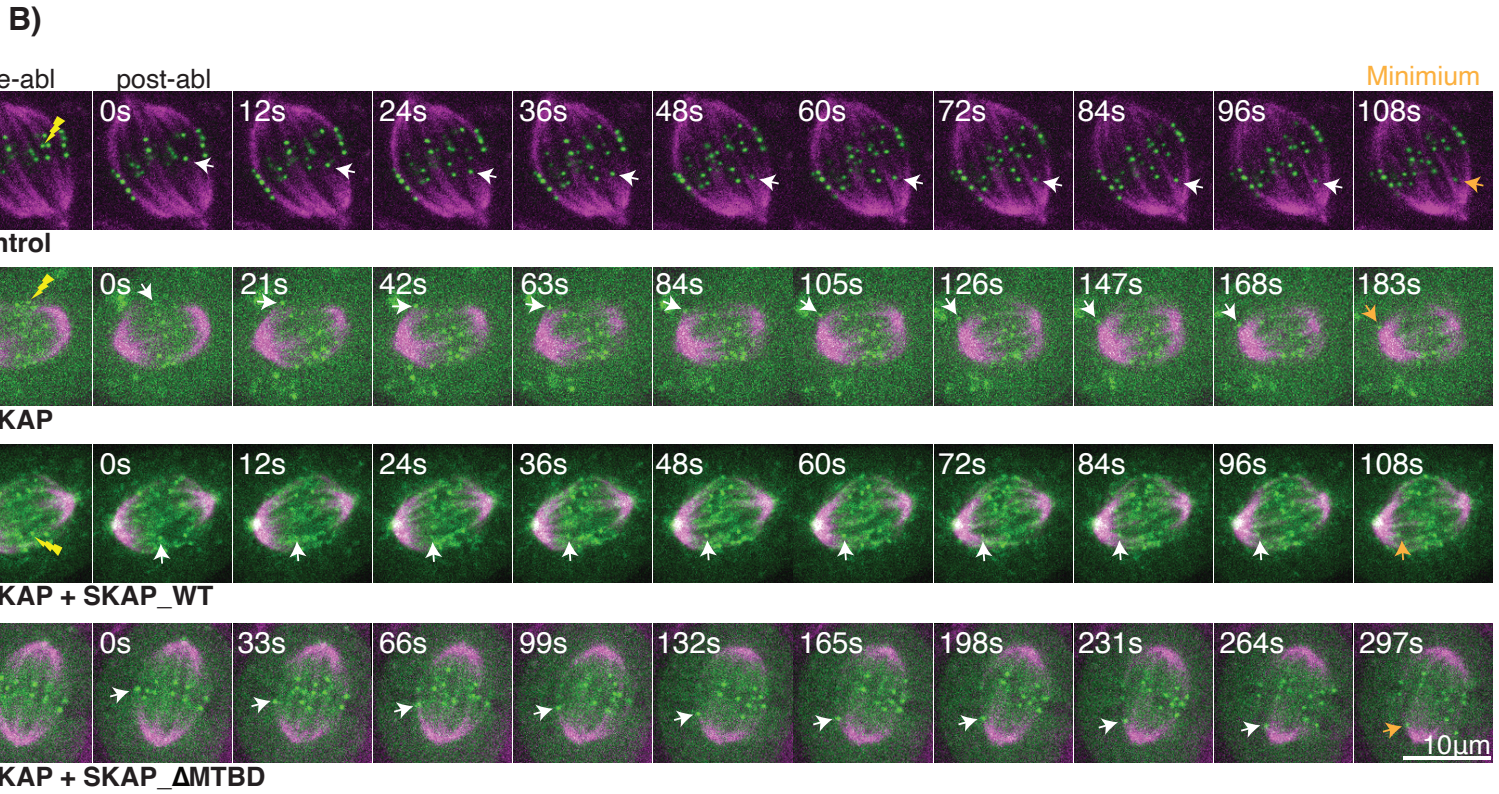 B)
e-abl post-abl Minimium
0s 12s 24s 36s 48s 60s 72s 84s 96s 108s
ntrol
0s 21s 42s 63s 84s 105s 126s 147s 168s 183s
KAP
0s 12s 24s 36s 48s 60s 72s 84s 96s 108s
KAP + SKAP_WT
0s 33s 66s 99s 132s 165s 198s 231s 264s 297s
10µm
KAP + SKAP_ΔMTBD